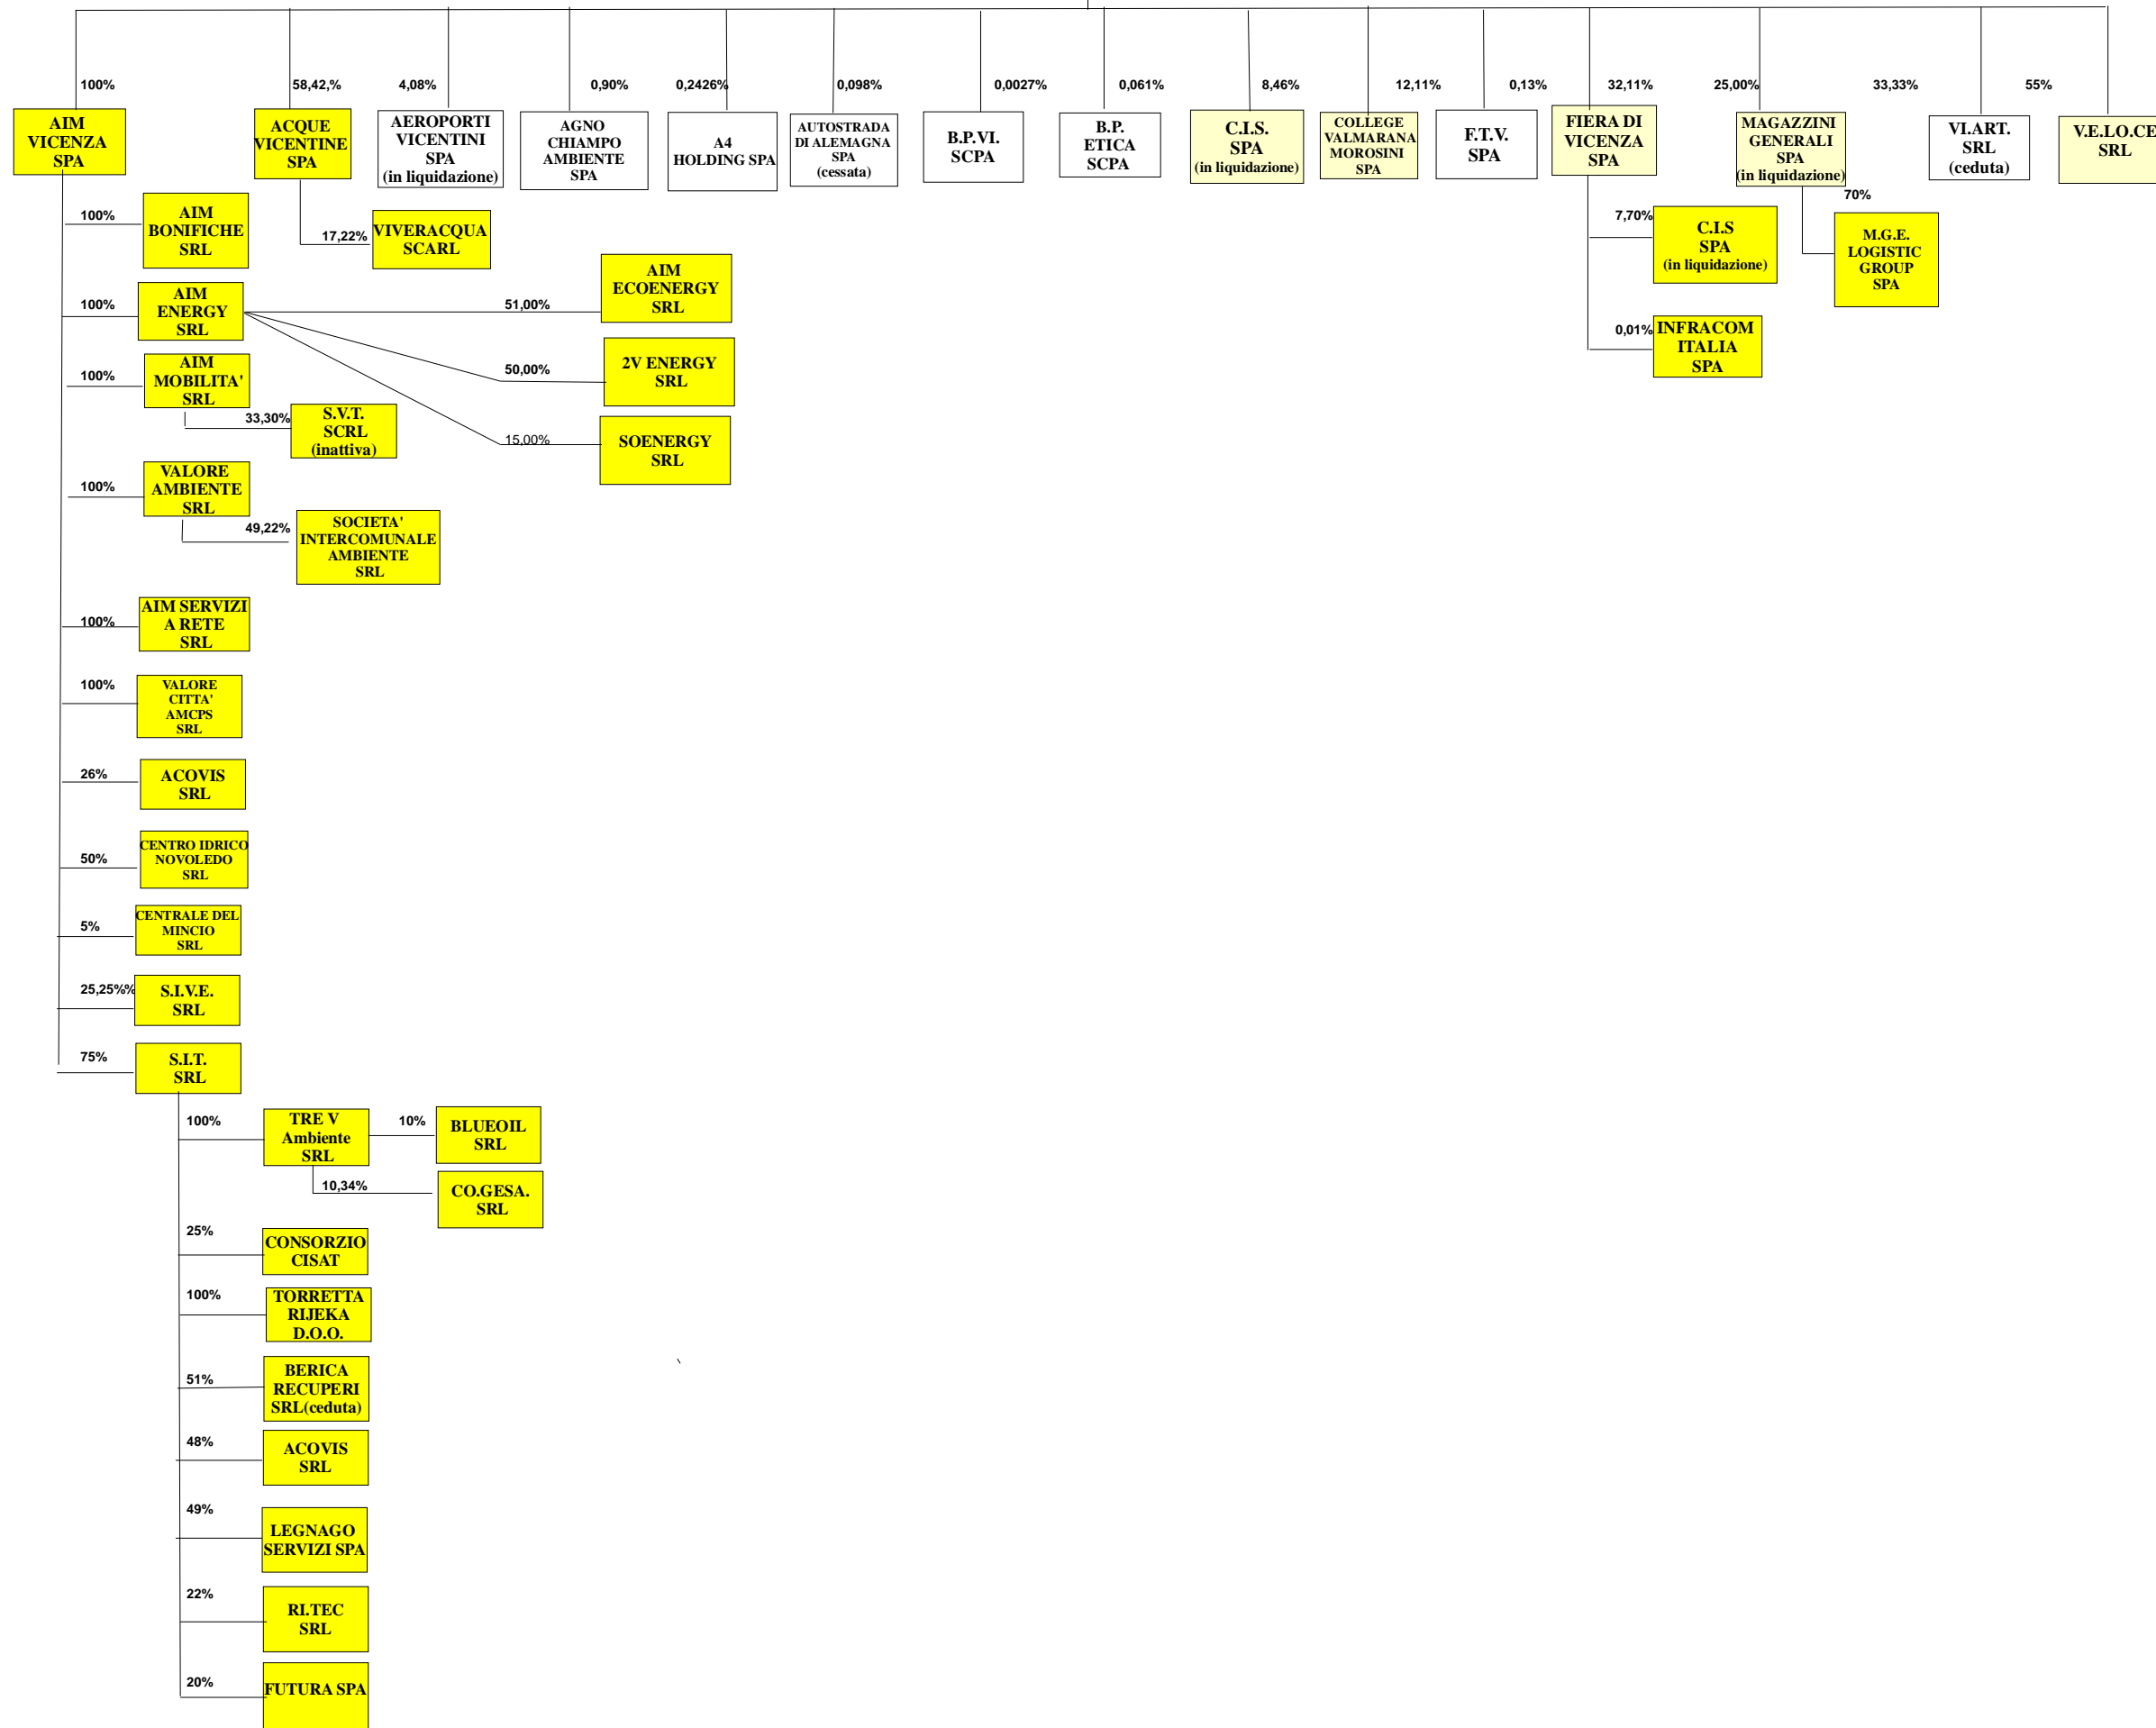 100%
58,42,%
4,08%
0,90%
0,2426%
0,098%
0,0027%
0,061%
8,46%
12,11%
0,13%
32,11%
25,00%
33,33%
55%
AIM
VICENZA
SPA
ACQUE
VICENTINE
SPA
AEROPORTI
VICENTINI
SPA
(in liquidazione)
AGNO
CHIAMPO
AMBIENTE
SPA
A4
HOLDING SPA
AUTOSTRADA
DI ALEMAGNA
SPA
(cessata)
B.P.VI.
SCPA
B.P.
ETICA
SCPA
C.I.S.
SPA
(in liquidazione)
COLLEGE
VALMARANA
MOROSINI
SPA
F.T.V.
SPA
FIERA DI
VICENZA
SPA
MAGAZZINI
GENERALI
SPA
(in liquidazione)
VI.ART.
SRL
(ceduta)
V.E.LO.CE
SRL
100%
AIM
BONIFICHE
SRL
17,22%
VIVERACQUA
SCARL
7,70%
C.I.S
SPA
(in liquidazione)
70%
M.G.E.
LOGISTIC
GROUP
SPA
100%
AIM
ENERGY
SRL
51,00%
AIM
ECOENERGY
SRL
0,01%
INFRACOM
ITALIA
SPA
50,00%
2V ENERGY
SRL
100%
AIM
MOBILITA'
SRL
33,30%
S.V.T.
SCRL
(inattiva)
15,00%
SOENERGY
SRL
100%
VALORE
AMBIENTE
SRL
49,22%
SOCIETA'
INTERCOMUNALE
AMBIENTE
SRL
100%
AIM SERVIZI
A RETE
SRL
100%
VALORE
CITTA'
AMCPS
SRL
26%
ACOVIS
SRL
50%
CENTRO IDRICO
NOVOLEDO
SRL
5%
CENTRALE DEL
MINCIO
SRL
25,25%%
S.I.V.E.
SRL
75%
S.I.T.
SRL
100%
TRE V
Ambiente
SRL
10%
BLUEOIL
SRL
10,34%
CO.GESA.
SRL
25%
CONSORZIO
CISAT
100%
TORRETTA
RIJEKA
D.O.O.
51%
BERICA
RECUPERI
SRL(ceduta)
48%
ACOVIS
SRL
49%
LEGNAGO
SERVIZI SPA
22%
RI.TEC
SRL
20%
FUTURA SPA